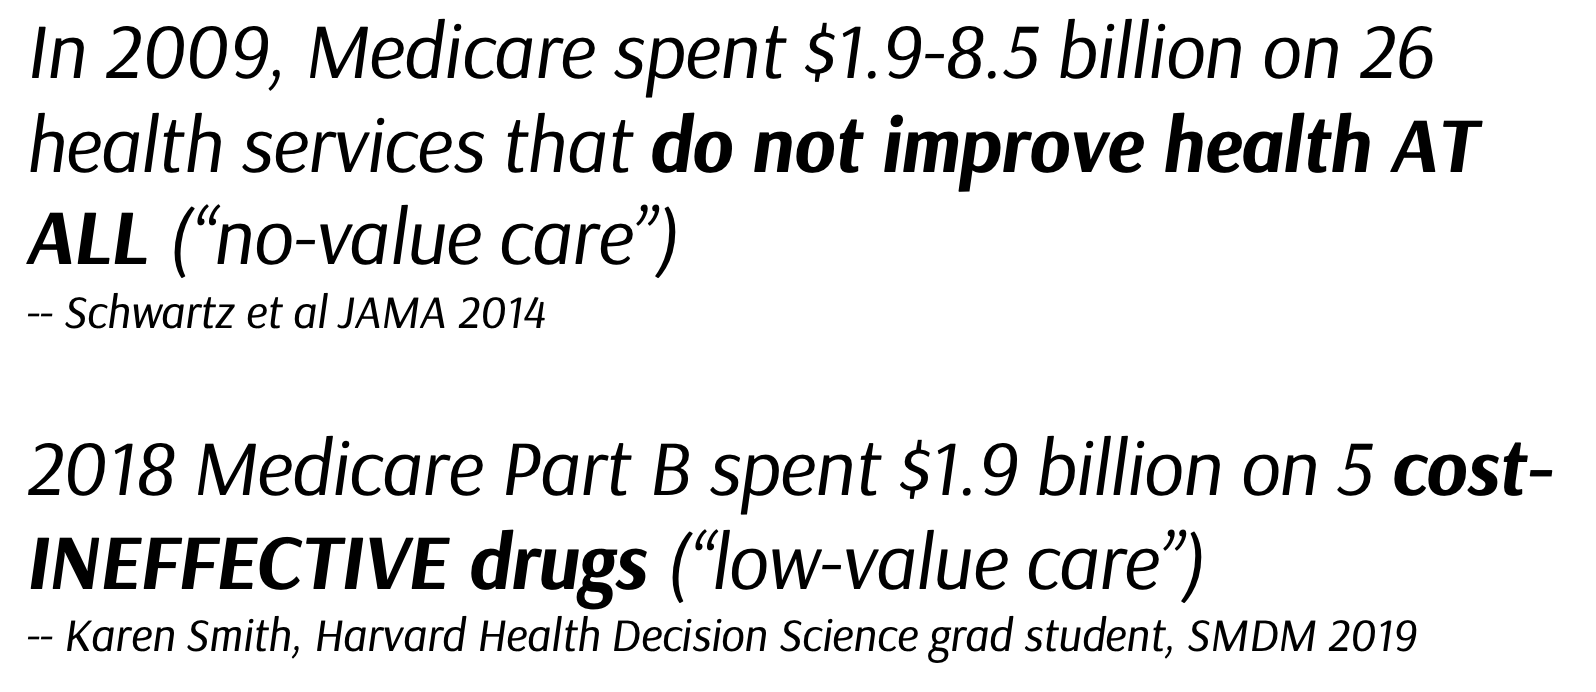 In 2009, Medicare spent $1.9-8.5 billion on 26
health services that do not improve health AT
ALL (“no-value care”)
-- Schwartz et al JAMA 2014
2018 Medicare Part B spent $1.9 billion on 5 cost-
INEFFECTIVE drugs (“low-value care”)
-- Karen Smith, Harvard Health Decision Science grad student, SMDM 2019